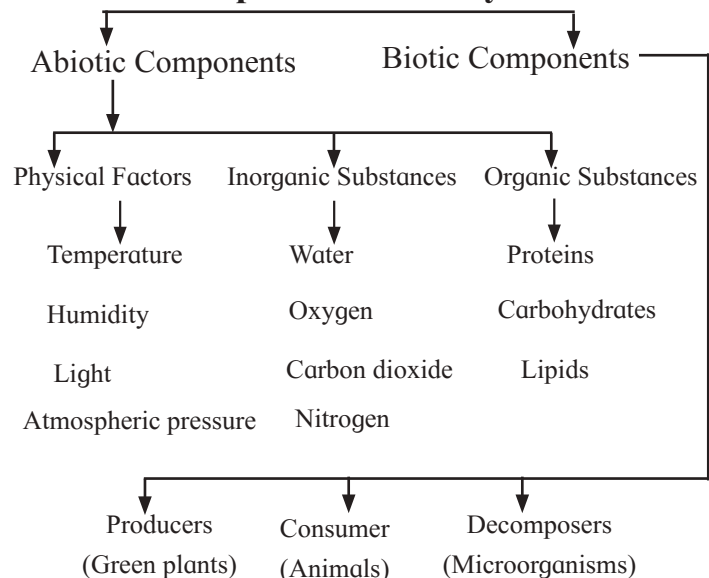 Abiotic Components Biotic Components
Physical Factors Inorganic Substances Organic Substances
Temperature Water Proteins
Humidity Oxygen Carbohydrates
Light Carbon dioxide Lipids
Atmospheric pressure Nitrogen
Producers Consumer Decomposers
(Green plants) (Animals) (Microorganisms)